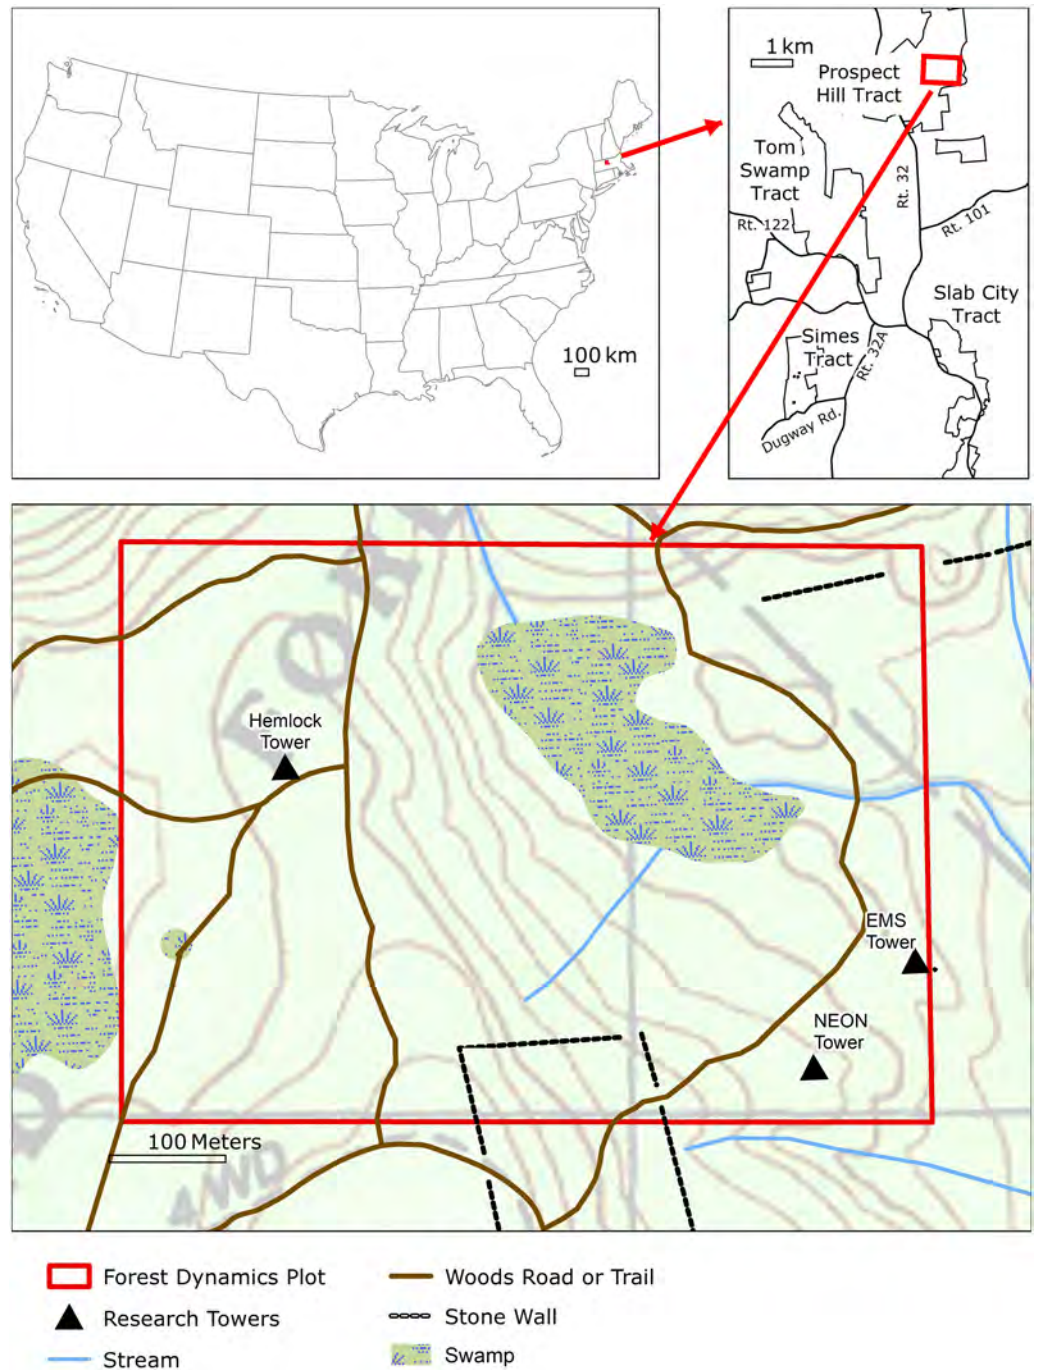 100 km
1 km
Prospect
Hill Tract
Tom
Swamp
Tract
Rt. 32
Rt. 122
Rt. 101
Slab City
Tract
Simes
Tract
Rt. 32A
Dugway Rd.
Hemlock
Tower
EMS
Tower
NEON
Tower
100 Meters
4WD
Forest Dynamics Plot
Woods Road or Trail
Research Towers
Stone Wall
Stream
Swamp